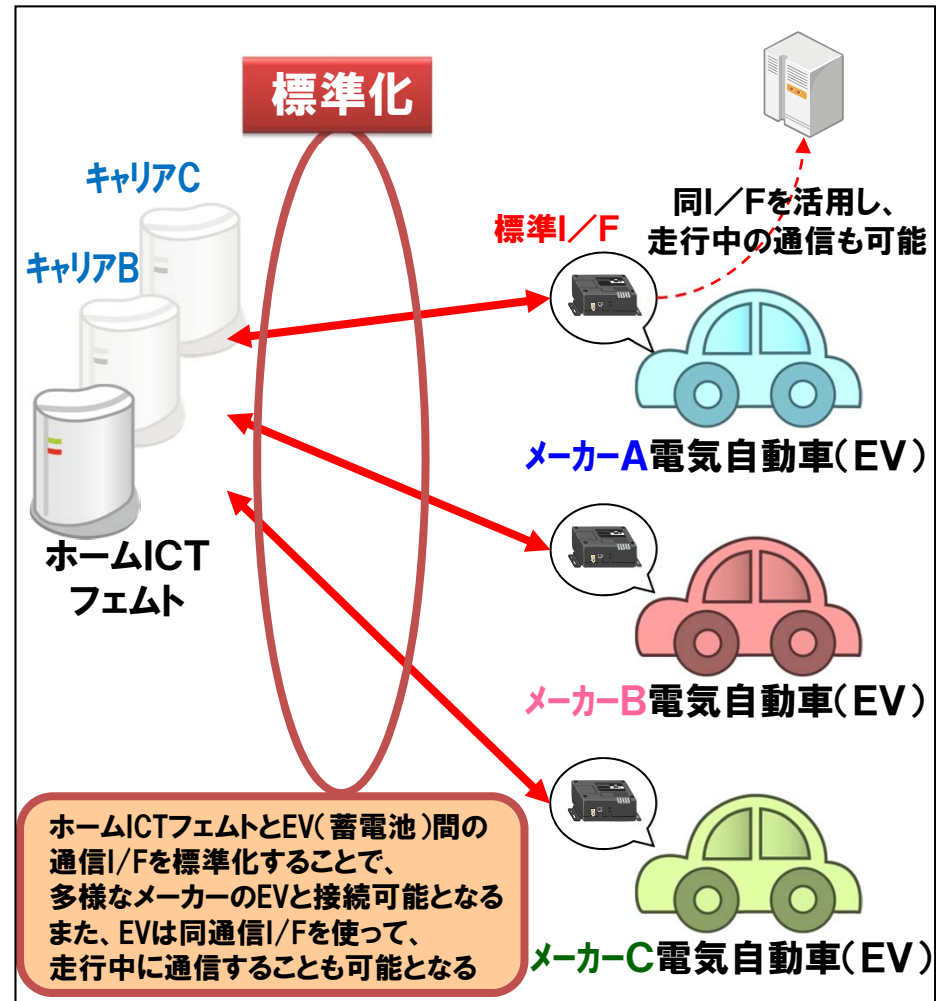 標準化
キャリアC
同I/Fを活用し、
走行中の通信も可能
標準I/F
キャリアB
メーカーA電気自動車(EV)
ホームICT
フェムト
メーカーB電気自動車(EV)
ホームICTフェムトとEV(蓄電池)間の
通信I/Fを標準化することで、
多様なメーカーのEVと接続可能となる
また、EVは同通信I/Fを使って、
走行中に通信することも可能となる
メーカーC電気自動車(EV)